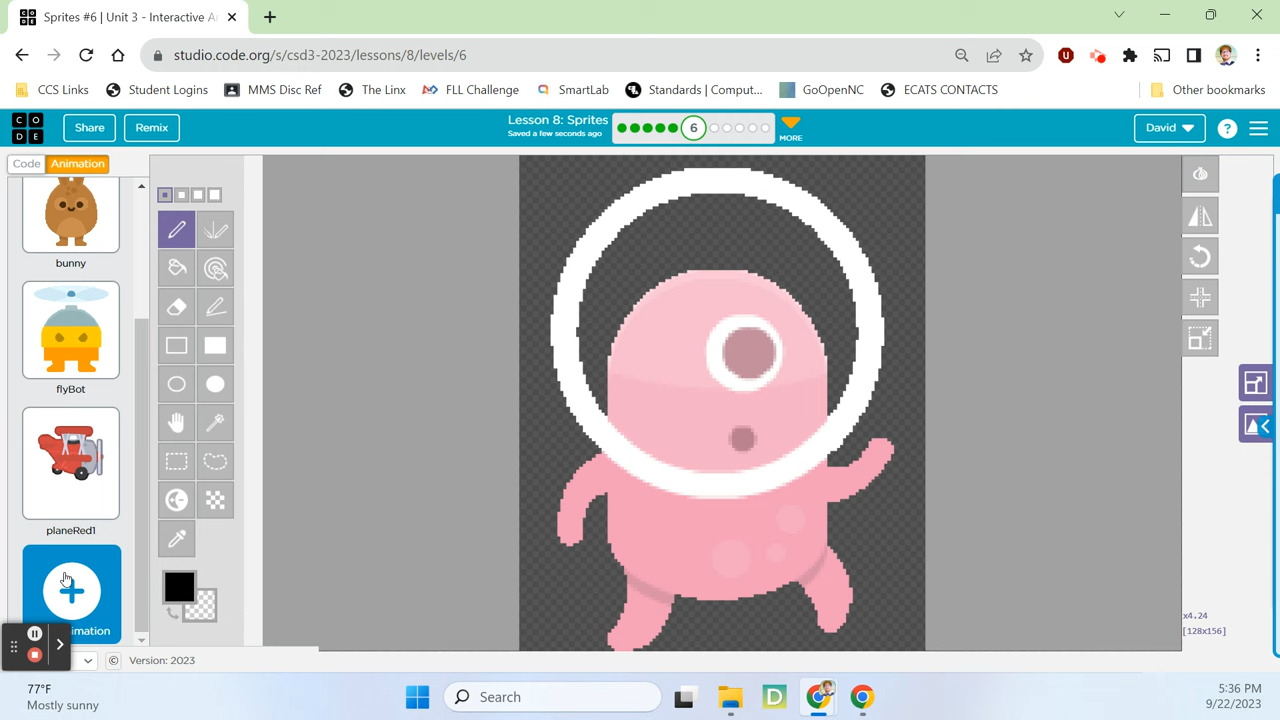 Sprites #6 | Unit 3 - Interactive A
studio.code.org/s/csd3-2023/lessons/8/levels/6
CCS Links
Student Logins
MMS Disc Ref
The Linx
FLL Challenge
SmartLab
Standards | Comput...
GoOpenNC
ECATS CONTACTS
Other bookmarks
C O
D E
Share
Remix
Lesson 8: Sprites
Saved a few seconds ago
6
MORE
David
?
Code
Animation
bunny
flyBot
planeRed1
imation
x4.24
[128x156]
© Version: 2023
77°F
Mostly sunny
Search
D
5:36 PM
9/22/2023